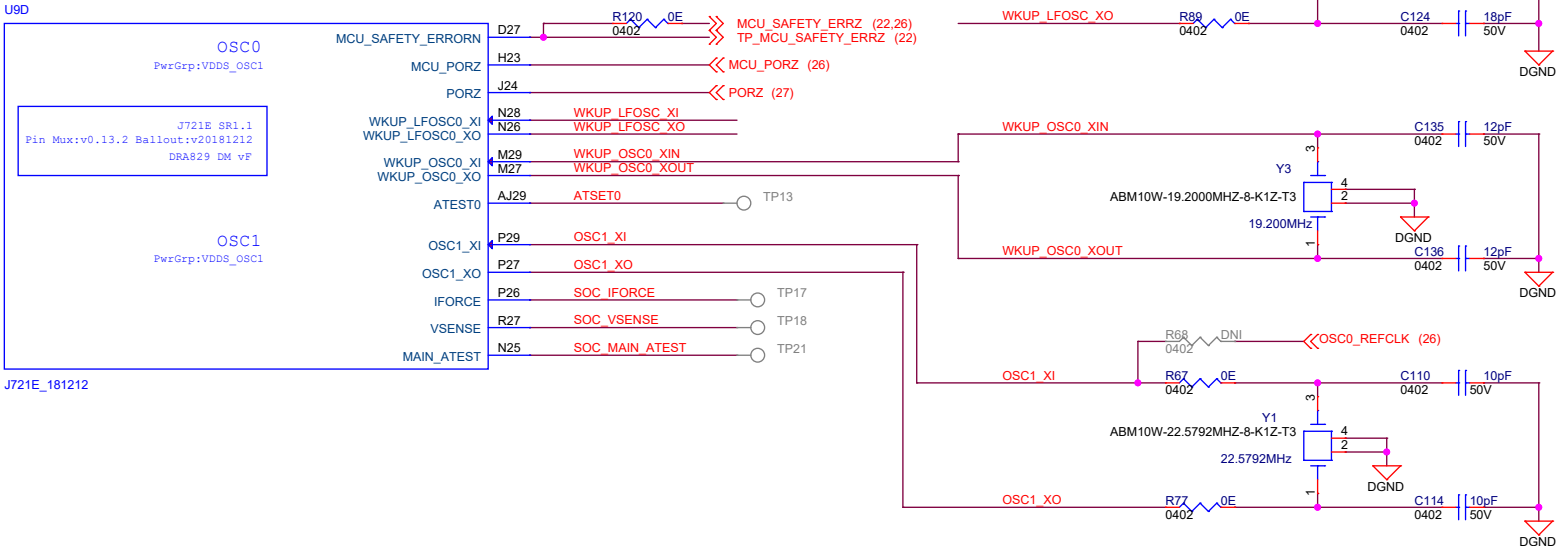 U9D
OSC0
PwrGrp:VDDS_OSC1
J721E SR1.1
Pin Mux:v0.13.2 Ballout:v20181212
DRA829 DM vF
OSC1
PwrGrp:VDDS_OSC1
J721E_181212
MCU_SAFETY_ERRORN D27
MCU_PORZ H23
PORZ J24
WKUP_LFOSC0_XI N28 WKUP_LFOSC_XI
WKUP_LFOSC0_XO N26 WKUP_LFOSC_XO
WKUP_OSC0_XI M29 WKUP_OSC0_XIN
WKUP_OSC0_XO M27 WKUP_OSC0_XOUT
ATEST0 AJ29 ATSET0 TP13
OSC1_XI P29 OSC1_XI
OSC1_XO P27 OSC1_XO
IFORCE P26 SOC_IFORCE TP17
VSENSE R27 SOC_VSENSE TP18
MAIN_ATEST N25 SOC_MAIN_ATEST TP21
R120 0E
0402
MCU_SAFETY_ERRZ (22,26)
TP_MCU_SAFETY_ERRZ (22)
MCU_PORZ (26)
PORZ (27)
WKUP_LFOSC_XO R89 0E C124 18pF
0402 0402 50V
DGND
WKUP_OSC0_XIN C135 12pF
0402 50V
3
Y3
4
ABM10W-19.2000MHZ-8-K1Z-T3 2
19.200MHz
DGND
1
WKUP_OSC0_XOUT C136 12pF
0402 50V
DGND
R68 DNI OSC0_REFCLK (26)
0402
OSC1_XI R67 0E C110 10pF
0402 0402 50V
3
Y1
4
ABM10W-22.5792MHZ-8-K1Z-T3 2
22.5792MHz
DGND
1
OSC1_XO R77 0E C114 10pF
0402 0402 50V
DGND